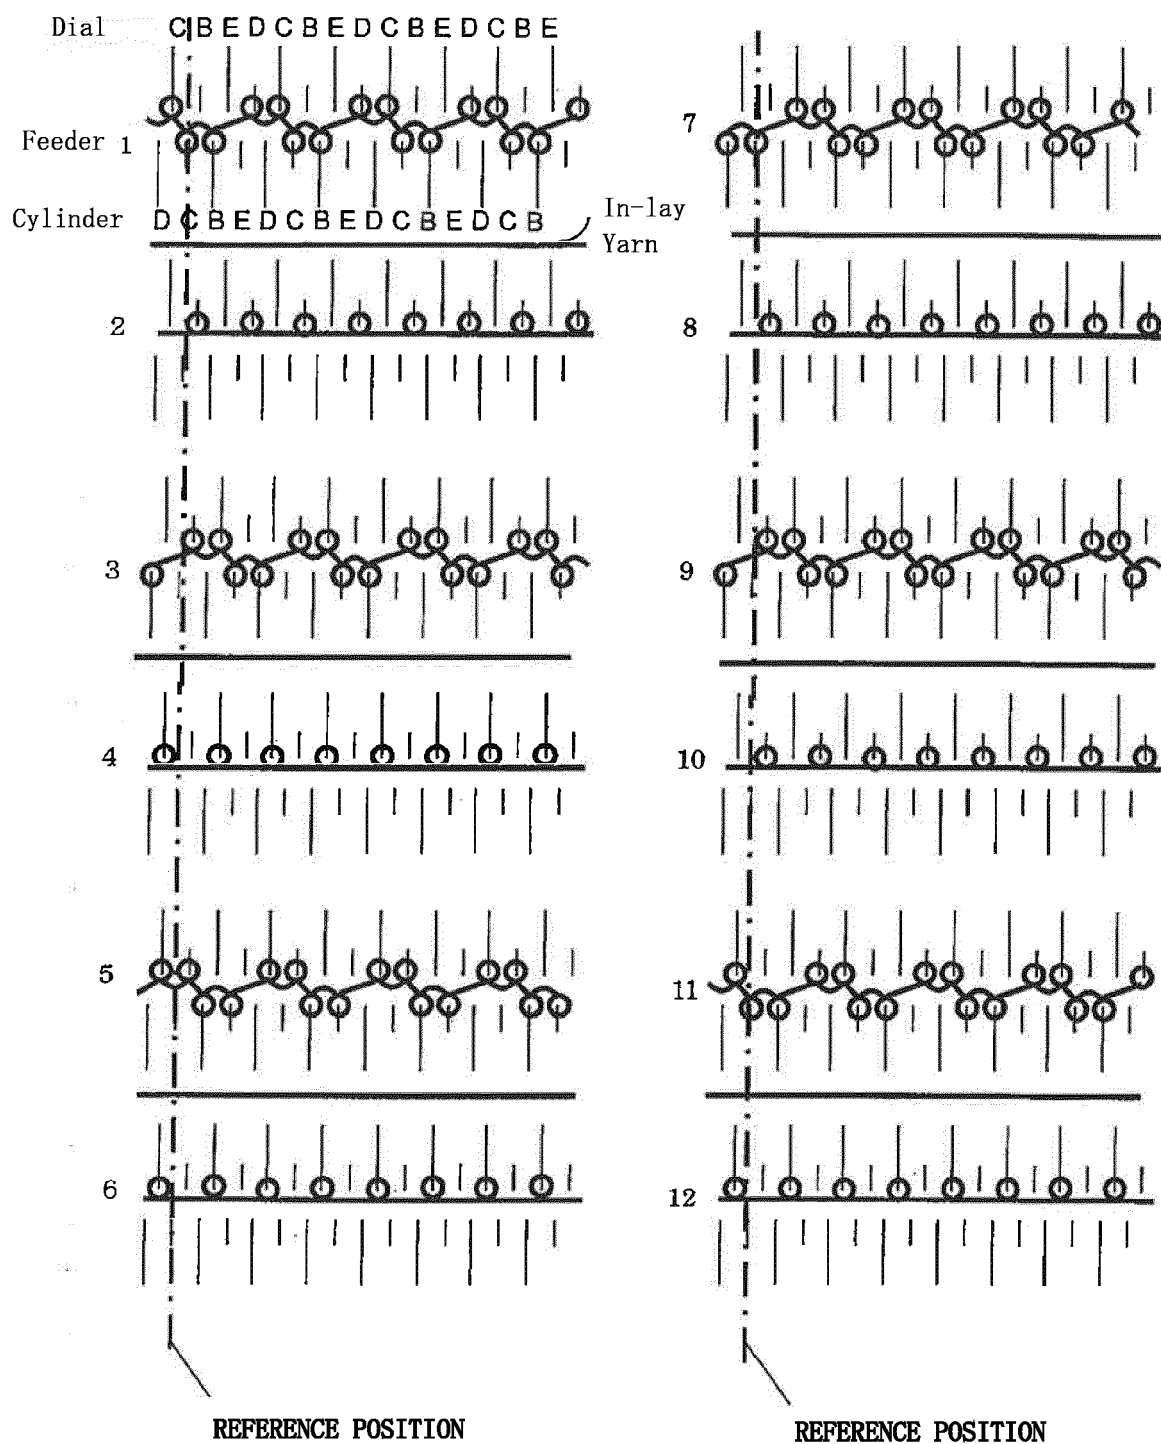 Dial C B E D C B E D C B E D C B E
Feeder 1
Cylinder D C B E D C B E D C B E D C B
In-lay
Yarn
2
3
4
5
6
REFERENCE POSITION
7
8
9
10
11
12
REFERENCE POSITION